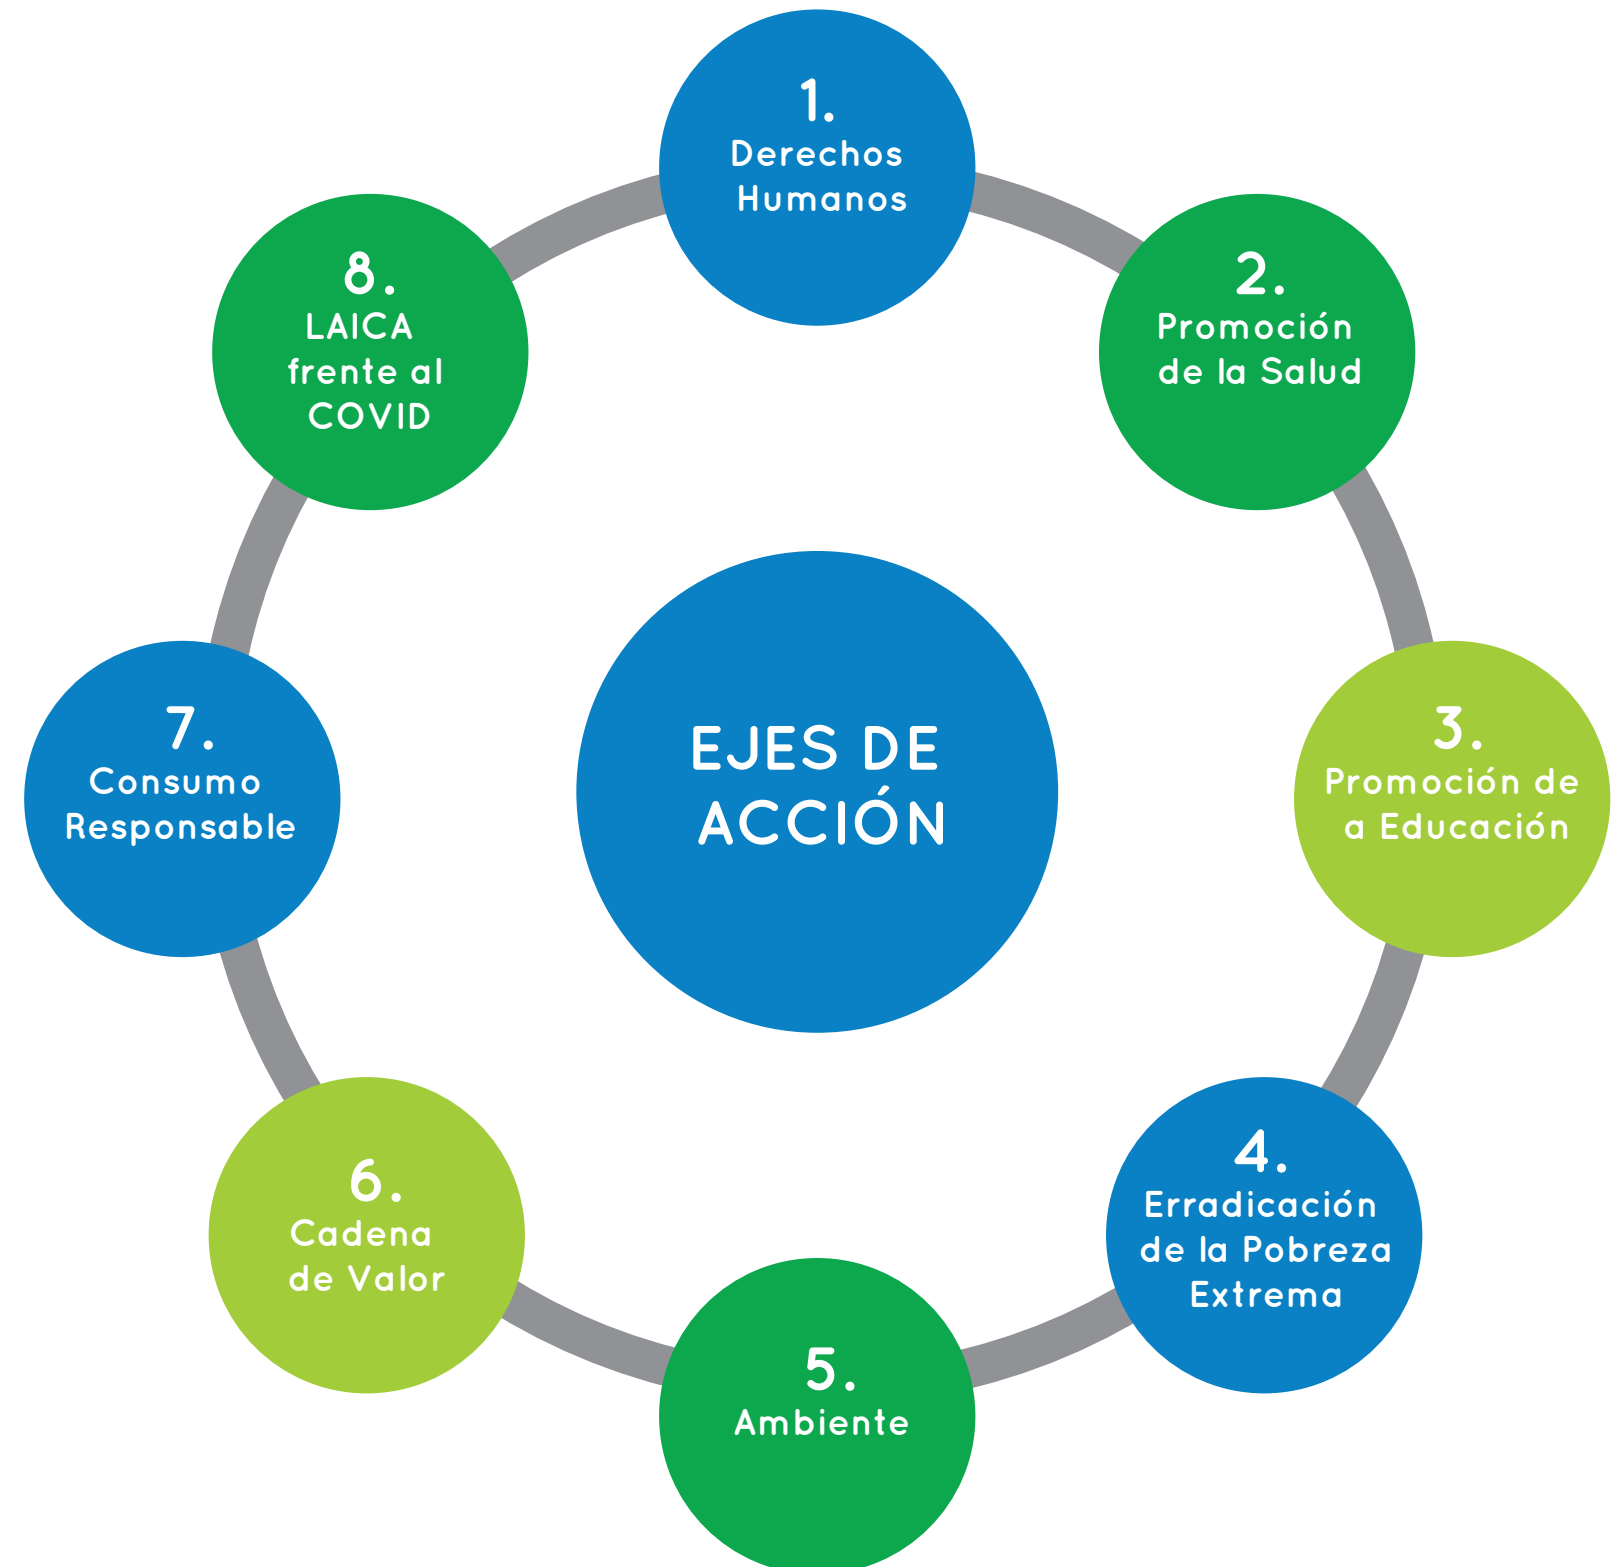 1.
Derechos
Humanos
2.
Promoción
de la Salud
3.
Promoción de
a Educación
4.
Erradicación
de la Pobreza
Extrema
5.
Ambiente
6.
Cadena
de Valor
7.
Consumo
Responsable
8.
LAICA
frente al
COVID
EJES DE
ACCIÓN